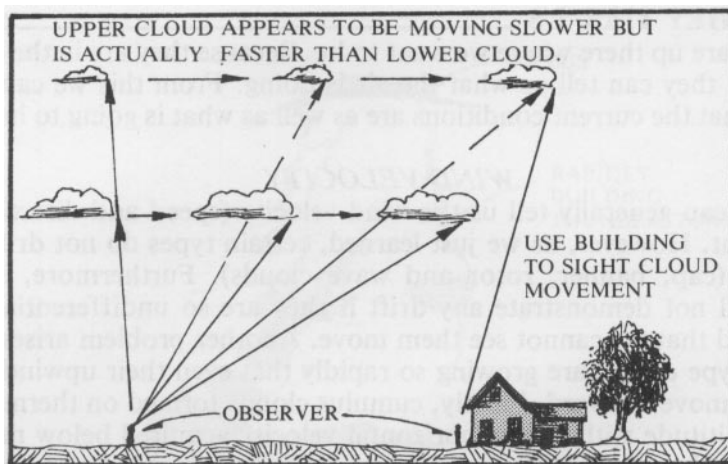 UPPER CLOUD APPEARS TO BE MOVING SLOWER BUT
IS ACTUALLY FASTER THAN LOWER CLOUD.
USE BUILDING
TO SIGHT CLOUD
MOVEMENT
OBSERVER